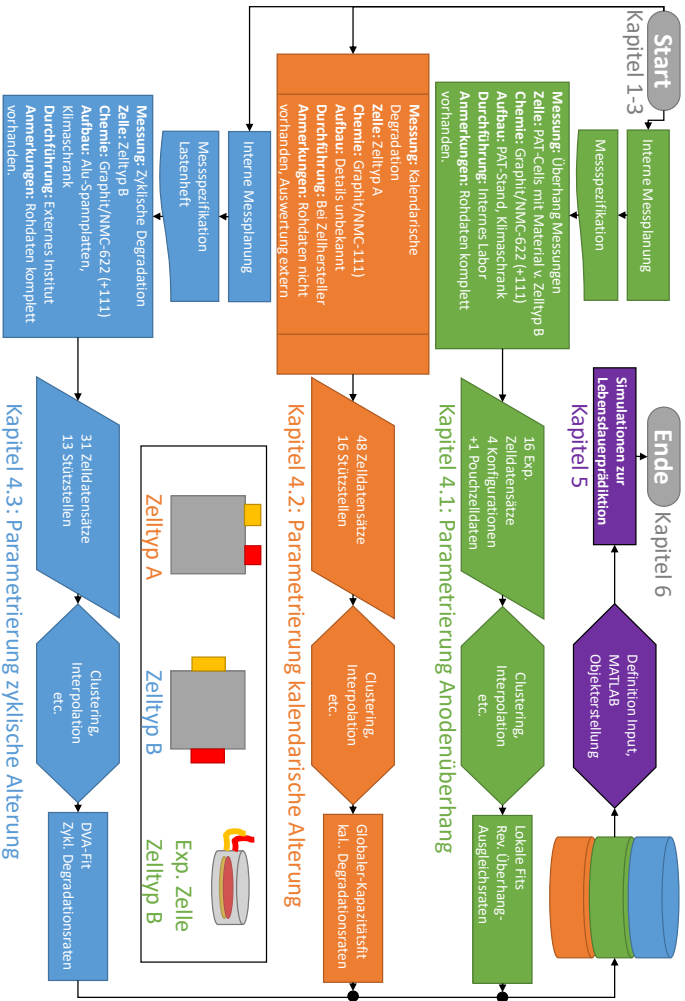 Start
Kapitel 1-3
Ende
Kapitel 6
Interne Messplanung
Messspezifikation
Messung: Überhang Messungen
Zelle: PAT-Cells mit Material v. Zelltyp B
Chemie: Graphit/NMC-622 (+111)
Aufbau: PAT-Stand, Klimaschrank
Durchführung: Internes Labor
Anmerkungen: Rohdaten komplett
vorhanden.
16 Exp.
Zelldatensätze
4 Konfigurationen
+1 Pouchzelldaten
Clustering,
Interpolation
etc.
Lokale Fits
Rev. Überhang-
Ausgleichsraten
Kapitel 4.1: Parametrierung Anodenüberhang
Simulationen zur
Lebensdauerprädiktion
Kapitel 5
Definition Input,
MATLAB
Objekterstellung
Messung: Kalendarische
Degradation
Zelle: Zelltyp A
Chemie: Graphit/NMC-111)
Aufbau: Details unbekannt
Durchführung: Bei Zellhersteller
Anmerkungen: Rohdaten nicht
vorhanden, Auswertung extern
48 Zelldatensätze
16 Stützstellen
Clustering,
Interpolation
etc.
Globaler-Kapazitätsfit
kal. Degradationsraten
Kapitel 4.2: Parametrierung kalendarische Alterung
Zelltyp A
Zelltyp B
Exp. Zelle
Zelltyp B
Interne Messplanung
Messspezifikation
Lastenheft
Messung: Zyklische Degradation
Zelle: Zelltyp B
Chemie: Graphit/NMC-622 (+111)
Aufbau: Alu-Spannplatten,
Klimaschrank
Durchführung: Externes Institut
Anmerkungen: Rohdaten komplett
vorhanden.
31 Zelldatensätze
13 Stützstellen
Clustering,
Interpolation
etc.
DVA-Fit
Zykl. Degradationsraten
Kapitel 4.3: Parametrierung zyklische Alterung